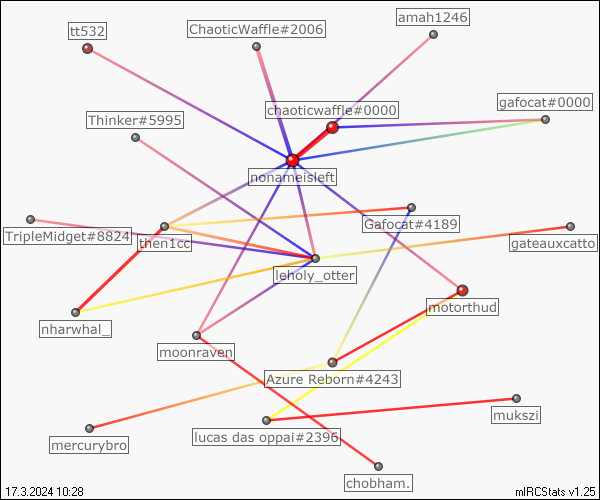 tt532
ChaoticWaffle#2006
amah1246
chaoticwaffle#0000
gafocat#0000
Thinker#5995
nonameisleft
Gafocat#4189
TripleMidget#8824
then1cc
gateauxcatto
leholy_otter
motorthud
nharwhal_
moonraven
Azure Reborn#4243
mukszi
mercurybro
lucas das oppai#2396
chobham.
17.3.2024 10:28
mIRCStats v1.25